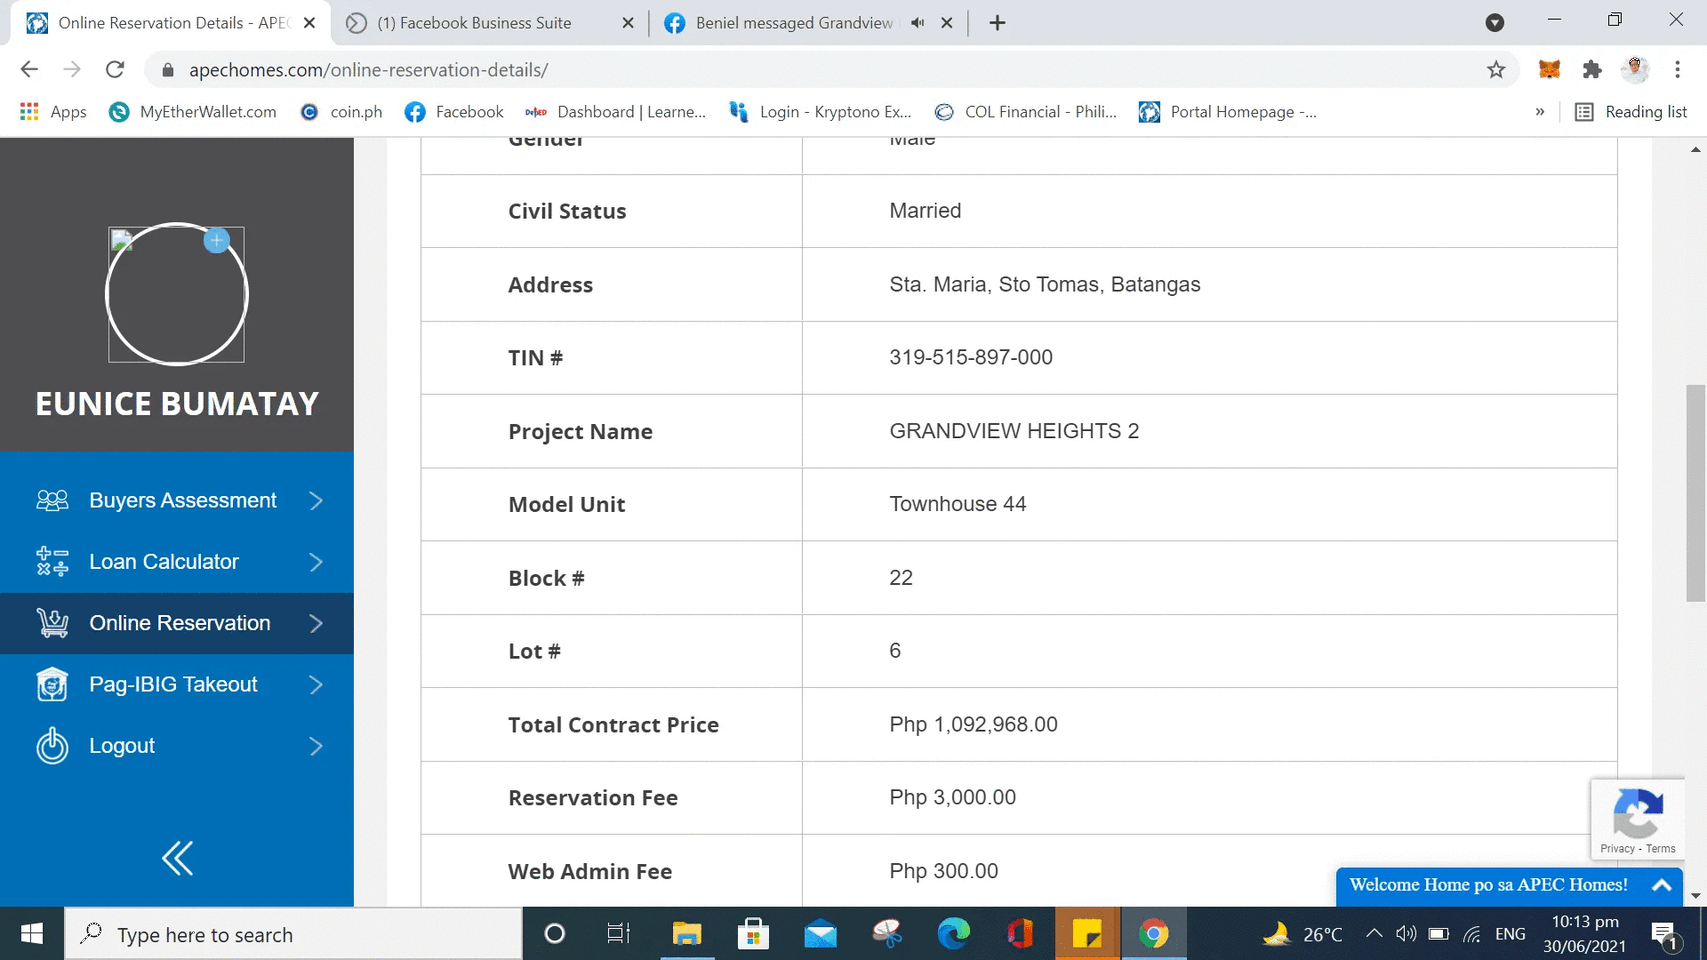 Online Reservation Details - APEC
(1) Facebook Business Suite
Beniel messaged Grandview
apechomes.com/online-reservation-details/
Apps
MyEtherWallet.com
coin.ph
Facebook
DepED
Dashboard | Learne...
Login - Kryptono Ex...
COL Financial - Phili...
Portal Homepage -...
»
Reading list
Gender Male
Civil Status Married
Address Sta. Maria, Sto Tomas, Batangas
TIN # 319-515-897-000
EUNICE BUMATAY
Project Name GRANDVIEW HEIGHTS 2
Buyers Assessment
Model Unit Townhouse 44
Loan Calculator
Block # 22
Online Reservation
Lot # 6
Pag-IBIG Takeout
Total Contract Price Php 1,092,968.00
Logout
Reservation Fee Php 3,000.00
Privacy - Terms
Web Admin Fee Php 300.00
Welcome Home po sa APEC Homes!
Type here to search
26°C
ENG
10:13 pm
30/06/2021
1